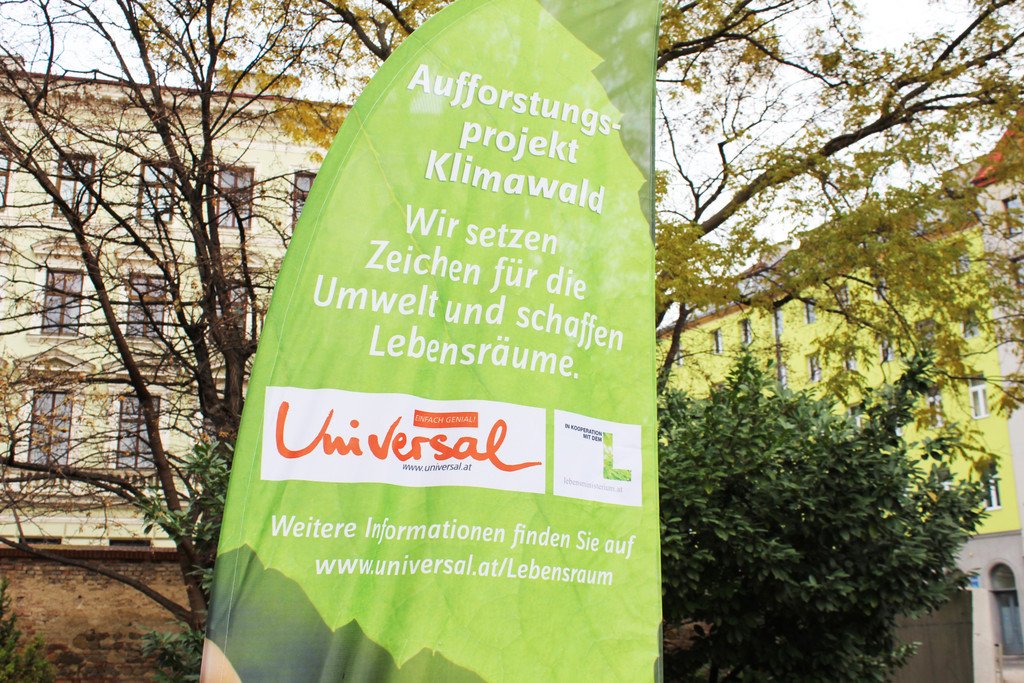 Aufforstungs-
projekt
Klimawald
Wir setzen
Zeichen für die
Umwelt und schaffen
Lebensräume.
EINFACH GENIAL!
Universal
www.universal.at
IN KOOPERATION
MIT DEM
lebensministerium.at
Weitere Informationen finden Sie auf
www.universal.at/Lebensraum